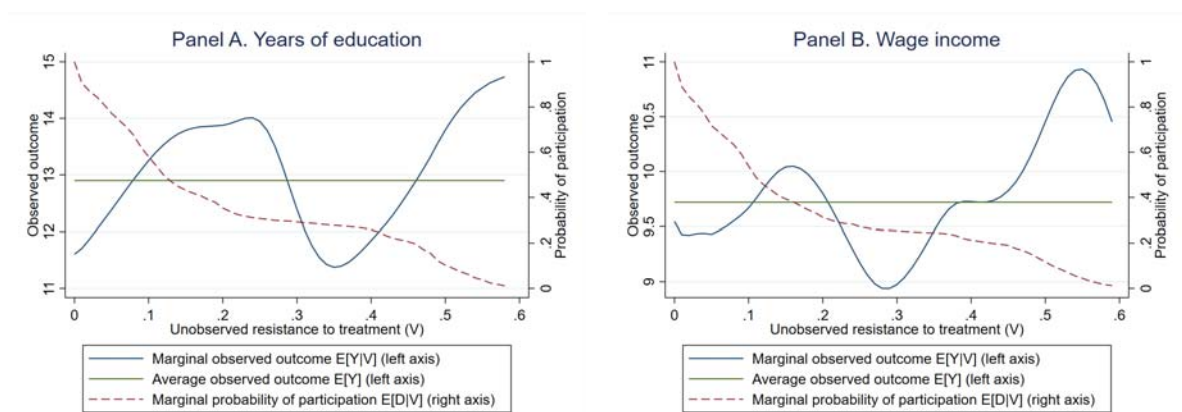 Panel A. Years of education
Observed outcome
15
14
13
12
11
1
.8
.6
.4
.2
0
Probability of participation
0
.1
.2
.3
.4
.5
.6
Unobserved resistance to treatment (V)
Marginal observed outcome E[Y|V] (left axis)
Average observed outcome E[Y] (left axis)
Marginal probability of participation E[D|V] (right axis)
Panel B. Wage income
Observed outcome
11
10.5
10
9.5
9
1
.8
.6
.4
.2
0
Probability of participation
0
.1
.2
.3
.4
.5
.6
Unobserved resistance to treatment (V)
Marginal observed outcome E[Y|V] (left axis)
Average observed outcome E[Y] (left axis)
Marginal probability of participation E[D|V] (right axis)